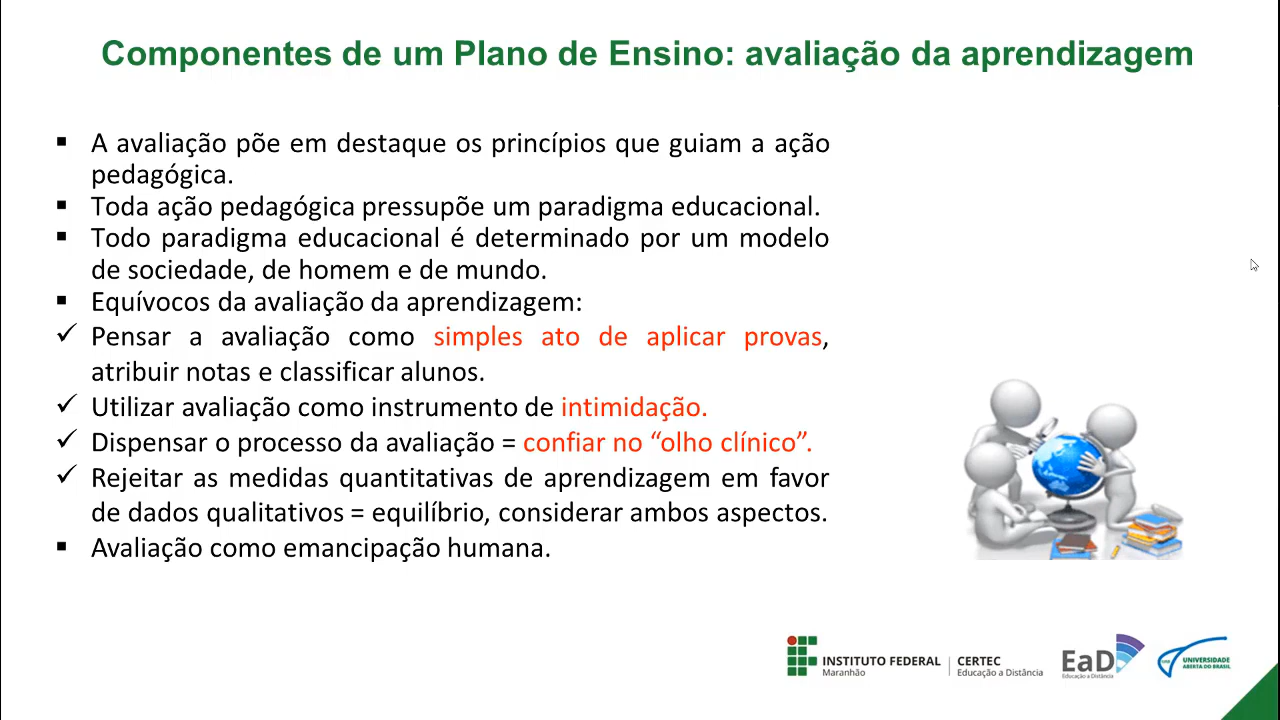 Componentes de um Plano de Ensino: avaliação da aprendizagem
▪ A avaliação põe em destaque os princípios que guiam a ação
pedagógica.
▪ Toda ação pedagógica pressupõe um paradigma educacional.
▪ Todo paradigma educacional é determinado por um modelo
de sociedade, de homem e de mundo.
▪ Equívocos da avaliação da aprendizagem:
✓ Pensar a avaliação como simples ato de aplicar provas,
atribuir notas e classificar alunos.
✓ Utilizar avaliação como instrumento de intimidação.
✓ Dispensar o processo da avaliação = confiar no “olho clínico”.
✓ Rejeitar as medidas quantitativas de aprendizagem em favor
de dados qualitativos = equilíbrio, considerar ambos aspectos.
▪ Avaliação como emancipação humana.
INSTITUTO FEDERAL
Maranhão
CERTEC
Educação a Distância
EaD
Educação a Distância
UNIVERSIDADE
ABERTA DO BRASIL